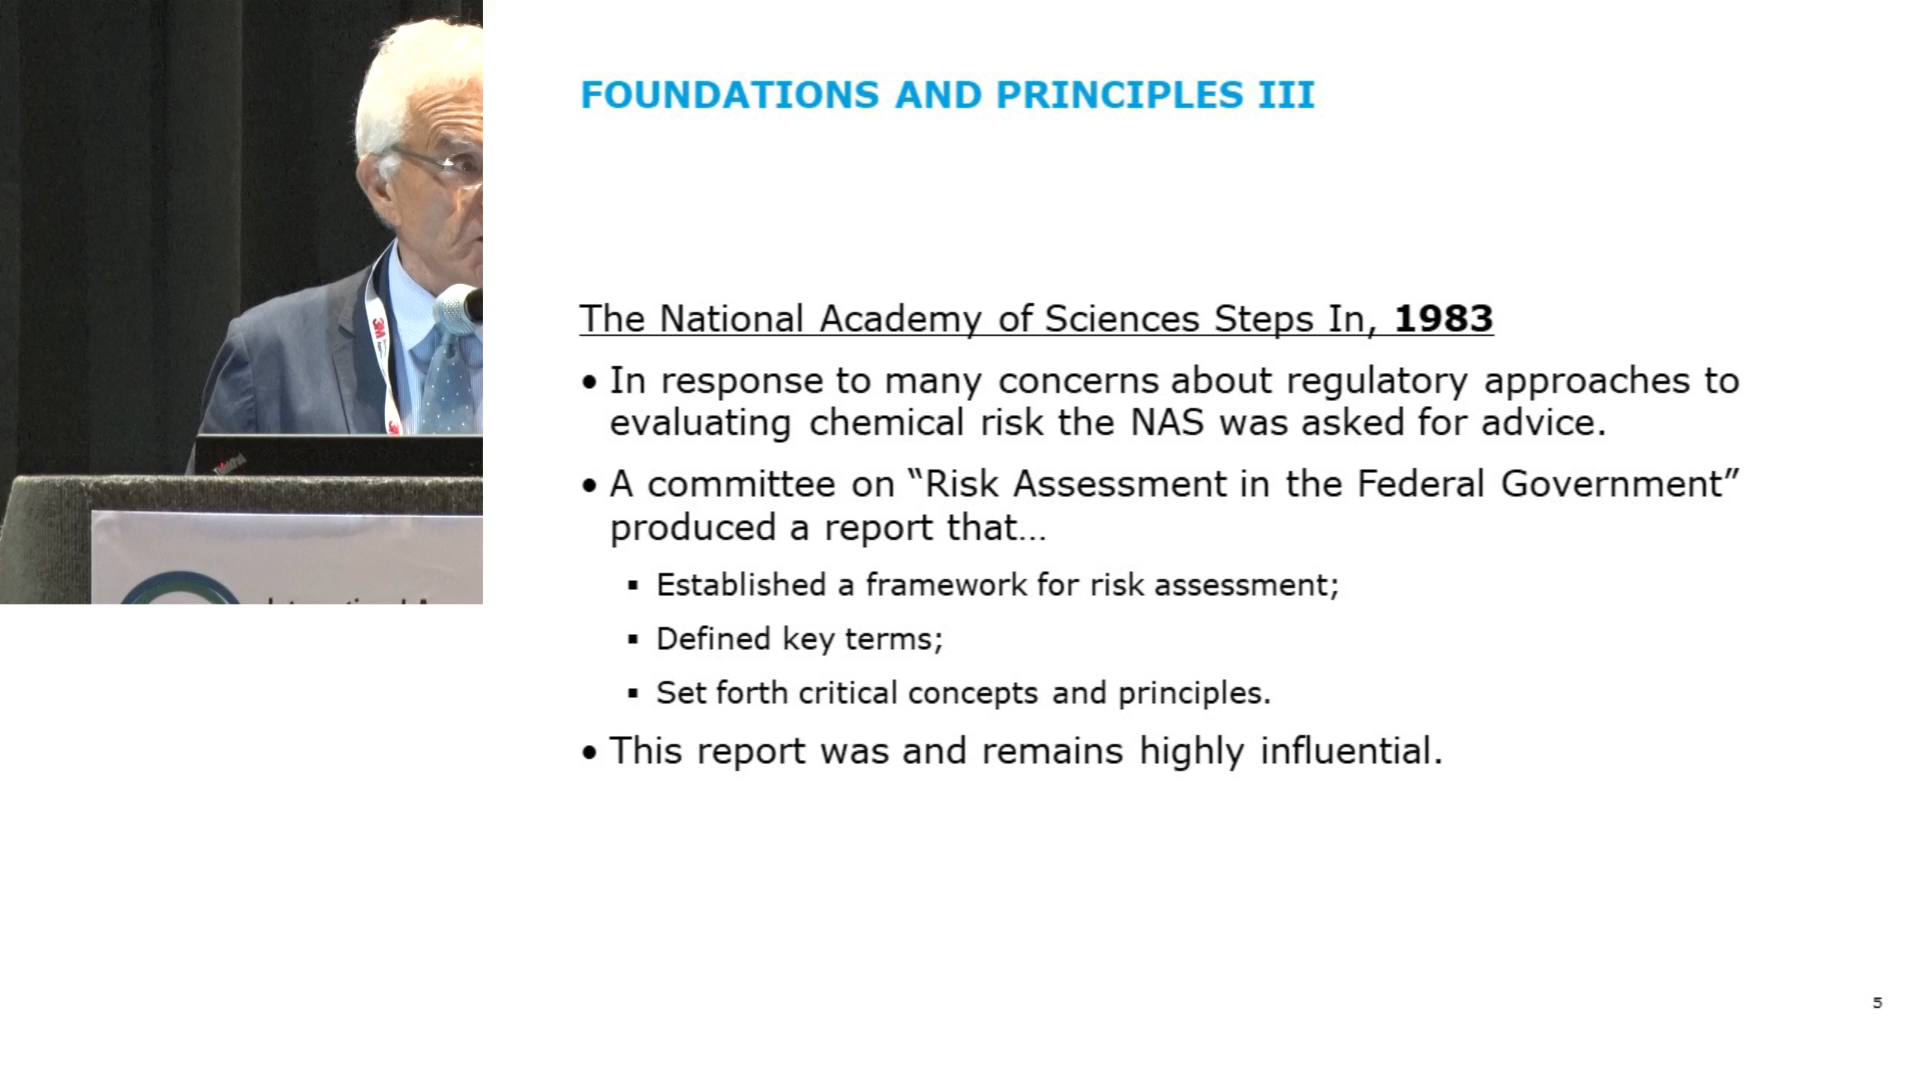 FOUNDATIONS AND PRINCIPLES III
The National Academy of Sciences Steps In, 1983
• In response to many concerns about regulatory approaches to
evaluating chemical risk the NAS was asked for advice.
• A committee on “Risk Assessment in the Federal Government”
produced a report that…
▪ Established a framework for risk assessment;
▪ Defined key terms;
▪ Set forth critical concepts and principles.
• This report was and remains highly influential.
5
3M
3M
ThinkPad